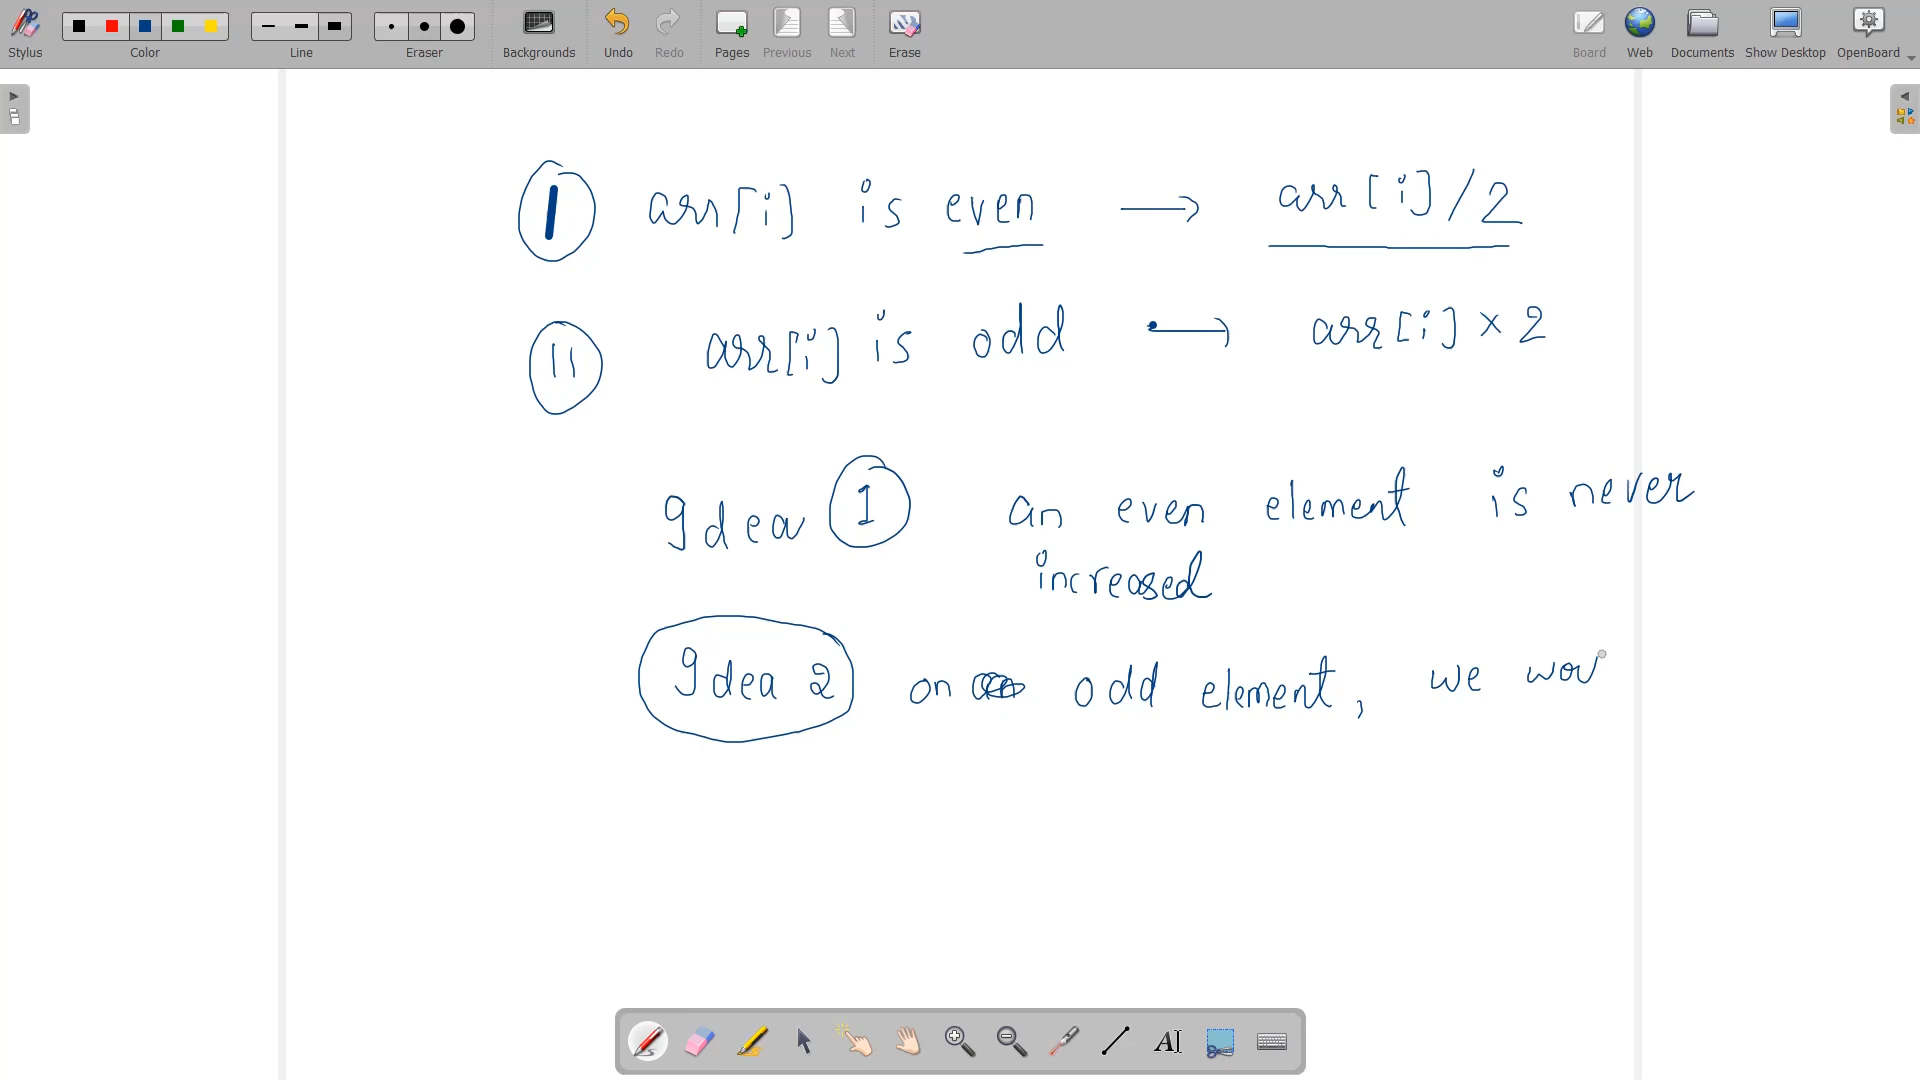 Stylus Color Line Eraser Backgrounds Undo Redo Pages Previous Next Erase Board Web Documents Show Desktop OpenBoard
I arr[i] is even → arr[i]/2
II arr[i] is odd → arr[i] × 2
Idea 1 an even element is never
increased
Idea 2 on odd element, we wou